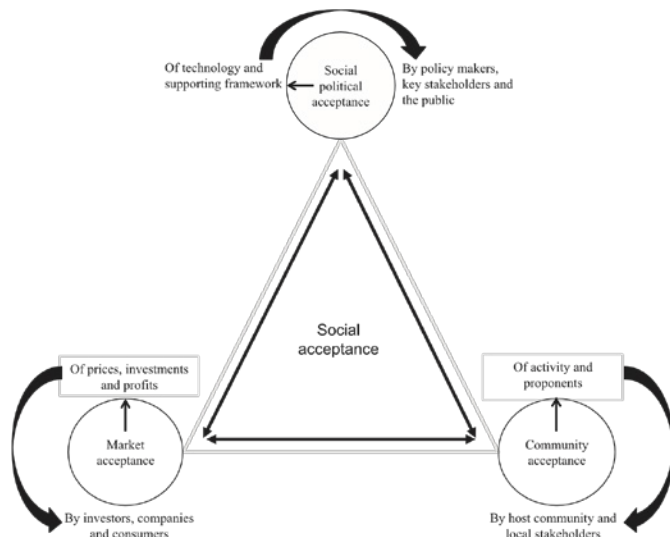 Of technology and
supporting framework
Social
political
acceptance
By policy makers,
key stakeholders and
the public
Social
acceptance
Of prices, investments
and profits
Market
acceptance
By investors, companies
and consumers
Of activity and
proponents
Community
acceptance
By host community and
local stakeholders